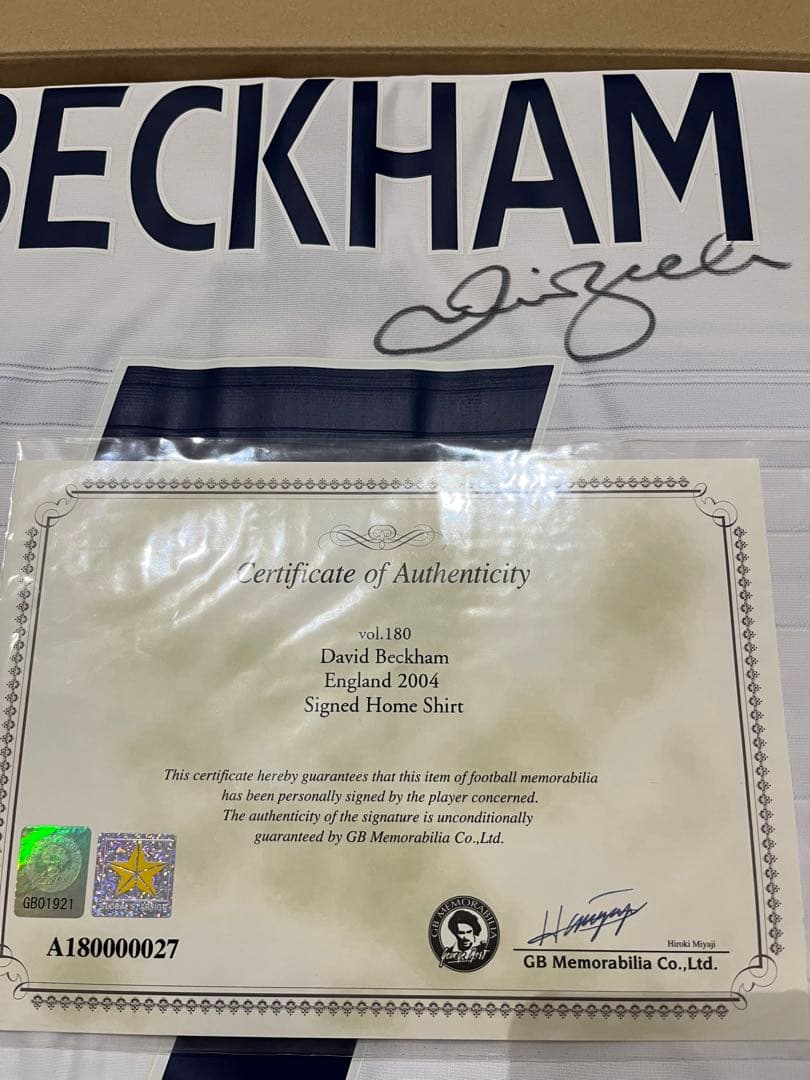 BECKHAM
Certificate of Authenticity
vol.180
David Beckham
England 2004
Signed Home Shirt
This certificate hereby guarantees that this item of football memorabilia
has been personally signed by the player concerned.
The authenticity of the signature is unconditionally
guaranteed by GB Memorabilia Co.,Ltd.
GB01921
A180000027
GB MEMORABILIA
Hiroki Miyaji
GB Memorabilia Co.,Ltd.